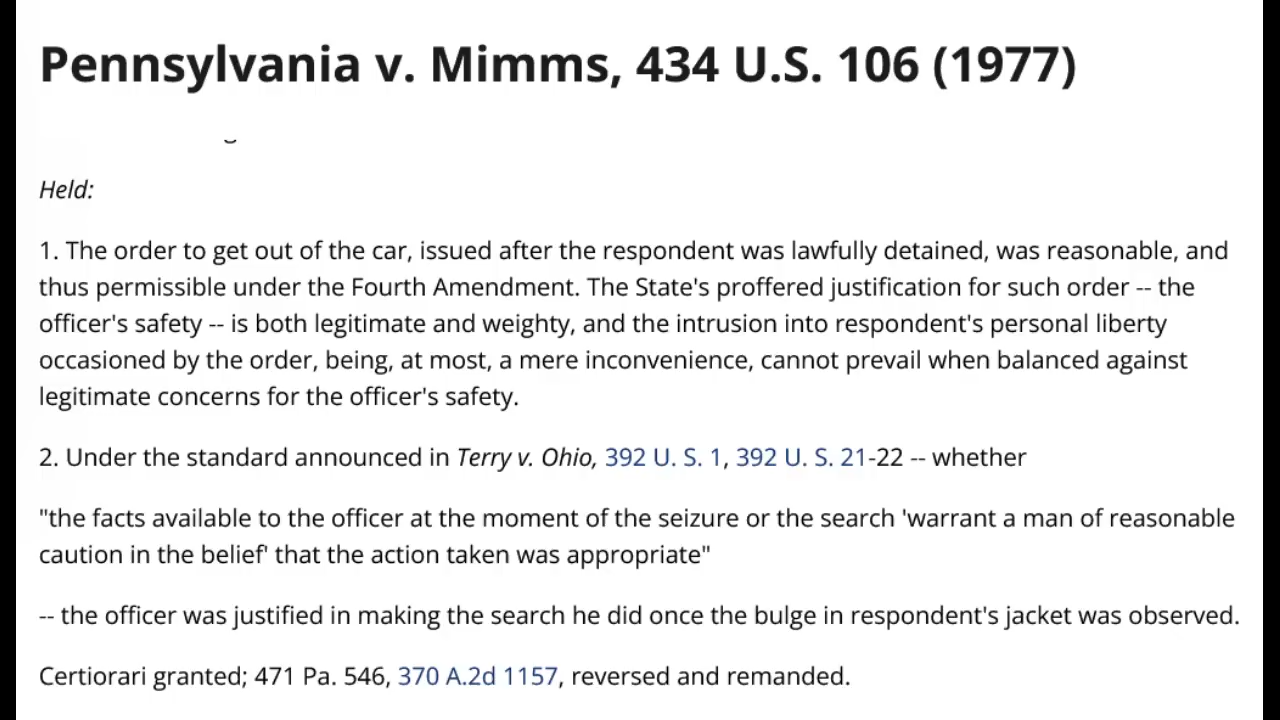 Pennsylvania v. Mimms, 434 U.S. 106 (1977)
Held:
1. The order to get out of the car, issued after the respondent was lawfully detained, was reasonable, and
thus permissible under the Fourth Amendment. The State's proffered justification for such order -- the
officer's safety -- is both legitimate and weighty, and the intrusion into respondent's personal liberty
occasioned by the order, being, at most, a mere inconvenience, cannot prevail when balanced against
legitimate concerns for the officer's safety.
2. Under the standard announced in Terry v. Ohio, 392 U. S. 1, 392 U. S. 21-22 -- whether
"the facts available to the officer at the moment of the seizure or the search 'warrant a man of reasonable
caution in the belief' that the action taken was appropriate"
-- the officer was justified in making the search he did once the bulge in respondent's jacket was observed.
Certiorari granted; 471 Pa. 546, 370 A.2d 1157, reversed and remanded.